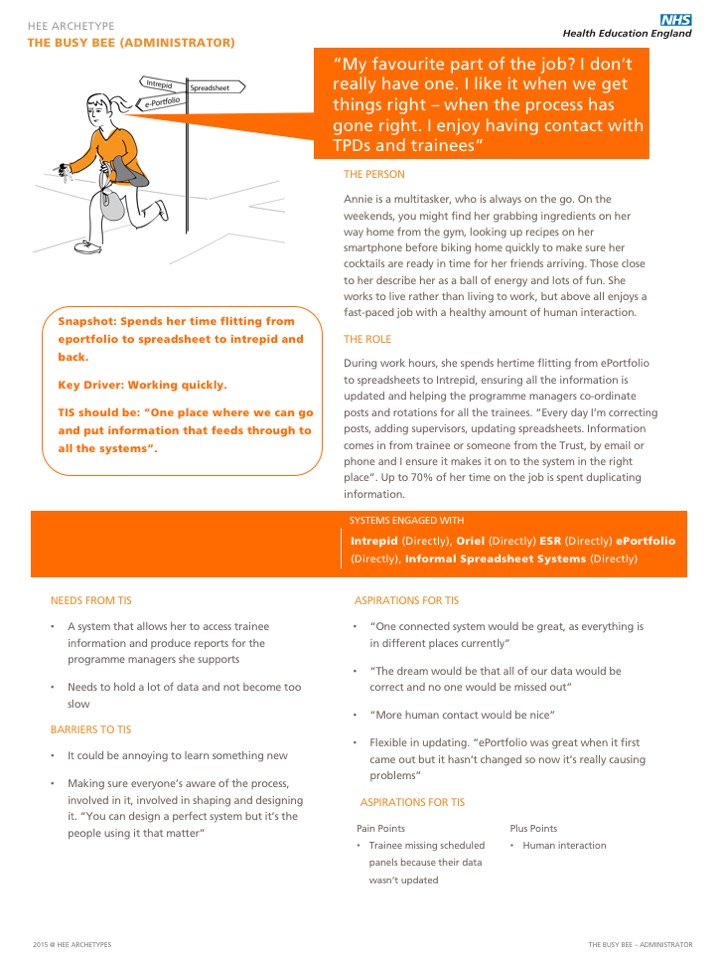 HEE ARCHETYPE
THE BUSY BEE (ADMINISTRATOR)
NHS
Health Education England
“My favourite part of the job? I don’t
really have one. I like it when we get
things right – when the process has
gone right. I enjoy having contact with
TPDs and trainees”
Intrepid
Spreadsheet
e-Portfolio
THE PERSON
Annie is a multitasker, who is always on the go. On the
weekends, you might find her grabbing ingredients on her
way home from the gym, looking up recipes on her
smartphone before biking home quickly to make sure her
cocktails are ready in time for her friends arriving. Those close
to her describe her as a ball of energy and lots of fun. She
works to live rather than living to work, but above all enjoys a
fast-paced job with a healthy amount of human interaction.
Snapshot: Spends her time flitting from
eportfolio to spreadsheet to intrepid and
back.
Key Driver: Working quickly.
TIS should be: “One place where we can go
and put information that feeds through to
all the systems”.
THE ROLE
During work hours, she spends hertime flitting from ePortfolio
to spreadsheets to Intrepid, ensuring all the information is
updated and helping the programme managers co-ordinate
posts and rotations for all the trainees. “Every day I’m correcting
posts, adding supervisors, updating spreadsheets. Information
comes in from trainee or someone from the Trust, by email or
phone and I ensure it makes it on to the system in the right
place”. Up to 70% of her time on the job is spent duplicating
information.
SYSTEMS ENGAGED WITH
Intrepid (Directly), Oriel (Directly) ESR (Directly) ePortfolio
(Directly), Informal Spreadsheet Systems (Directly)
NEEDS FROM TIS
• A system that allows her to access trainee
information and produce reports for the
programme managers she supports
• Needs to hold a lot of data and not become too
slow
BARRIERS TO TIS
• It could be annoying to learn something new
• Making sure everyone’s aware of the process,
involved in it, involved in shaping and designing
it. “You can design a perfect system but it’s the
people using it that matter”
ASPIRATIONS FOR TIS
• “One connected system would be great, as everything is
in different places currently”
• “The dream would be that all of our data would be
correct and no one would be missed out”
• “More human contact would be nice”
• Flexible in updating. “ePortfolio was great when it first
came out but it hasn’t changed so now it’s really causing
problems”
ASPIRATIONS FOR TIS
Pain Points
• Trainee missing scheduled
panels because their data
wasn’t updated
Plus Points
• Human interaction
2015 @ HEE ARCHETYPES
THE BUSY BEE – ADMINISTRATOR